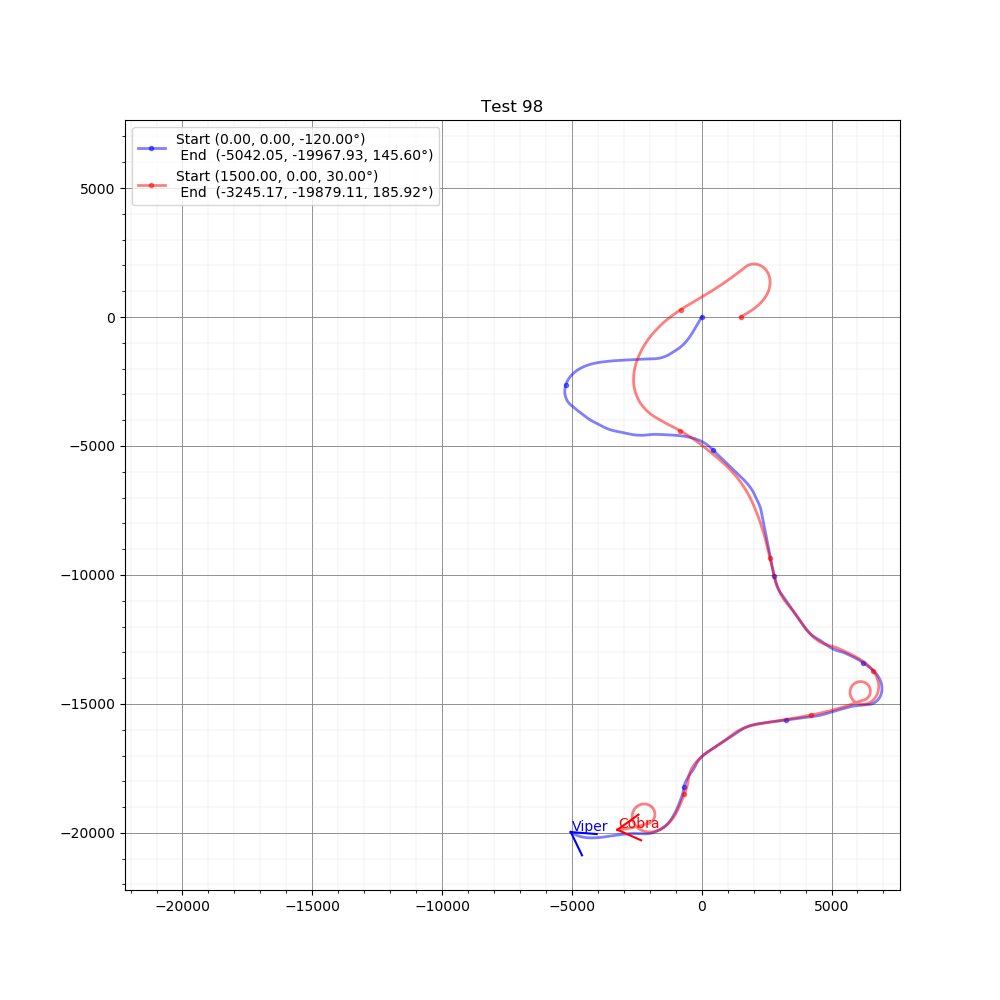 Test 98
Start (0.00, 0.00, -120.00°)
End (-5042.05, -19967.93, 145.60°)
Start (1500.00, 0.00, 30.00°)
End (-3245.17, -19879.11, 185.92°)
5000
0
−5000
−10000
−15000
−20000
Viper
Cobra
−20000 −15000 −10000 −5000 0 5000